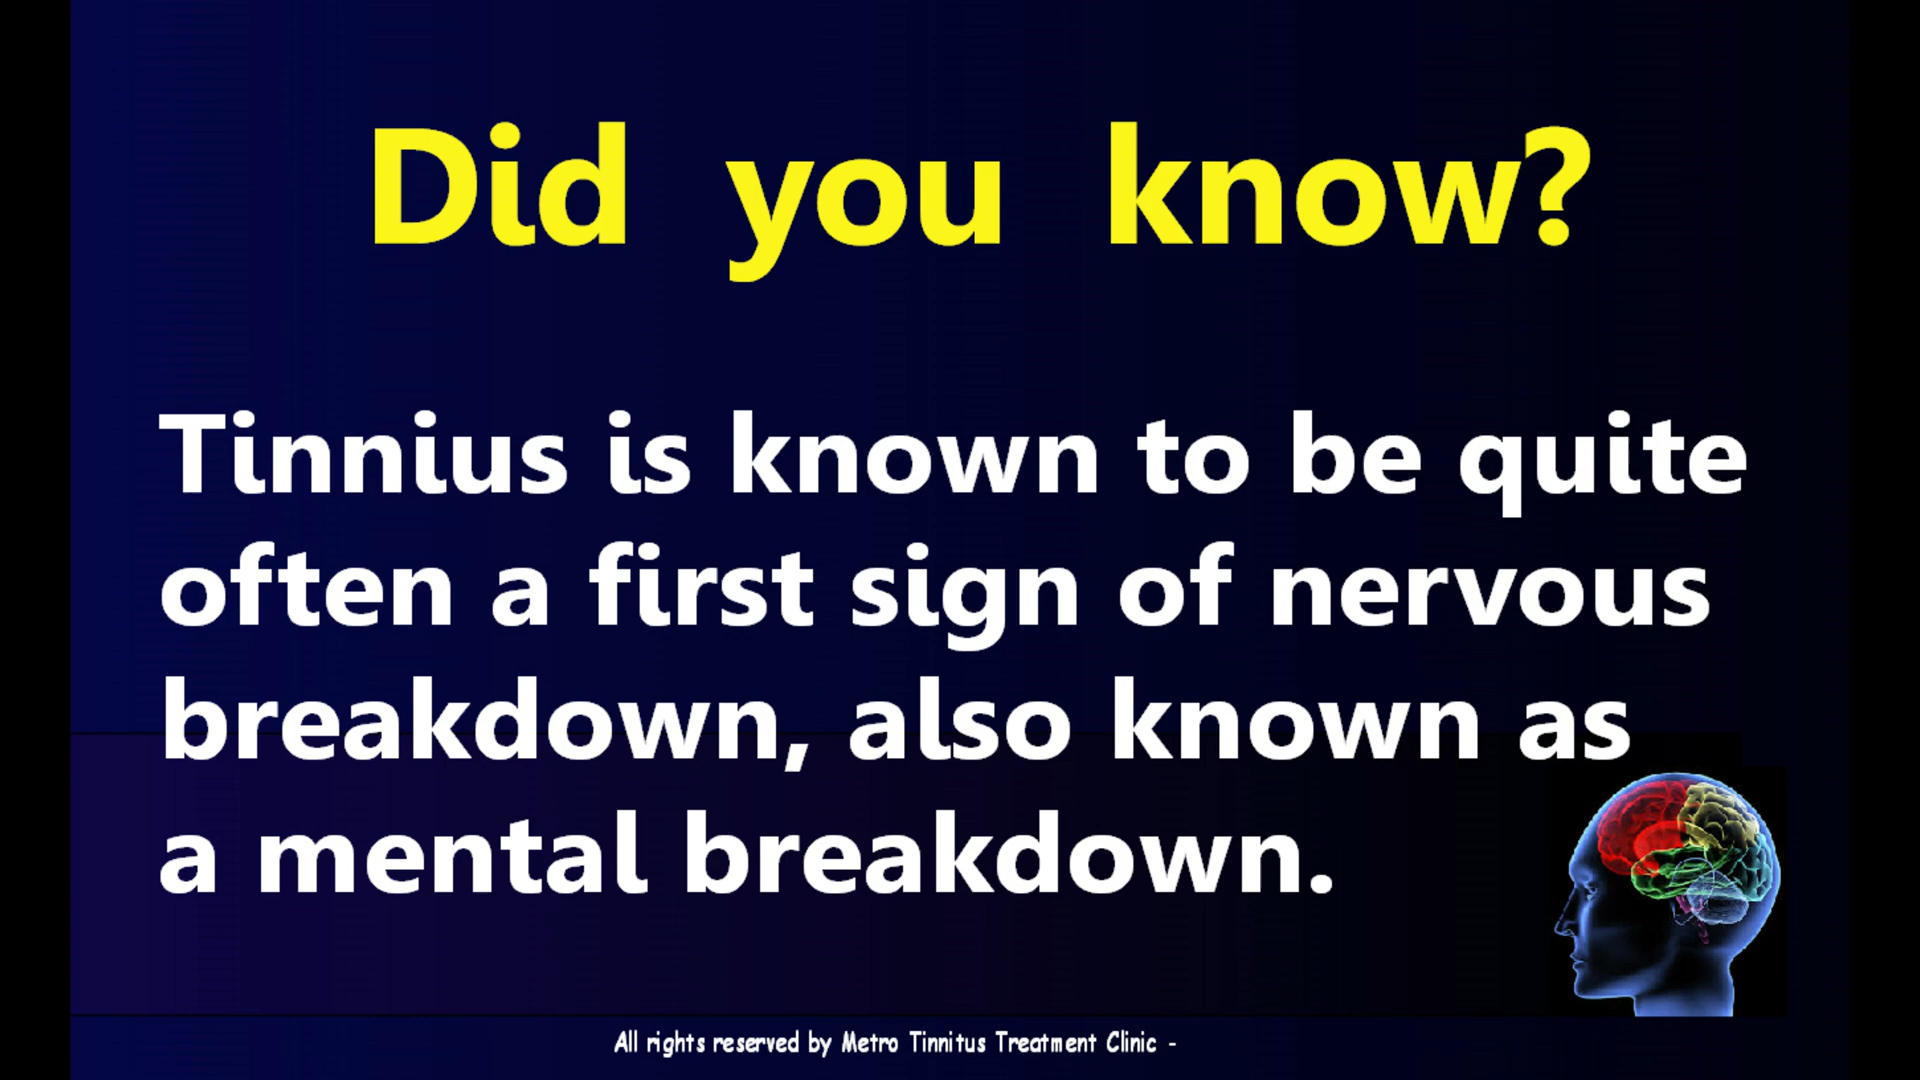 Did you know?
Tinnius is known to be quite
often a first sign of nervous
breakdown, also known as
a mental breakdown.
All rights reserved by Metro Tinnitus Treatment Clinic -